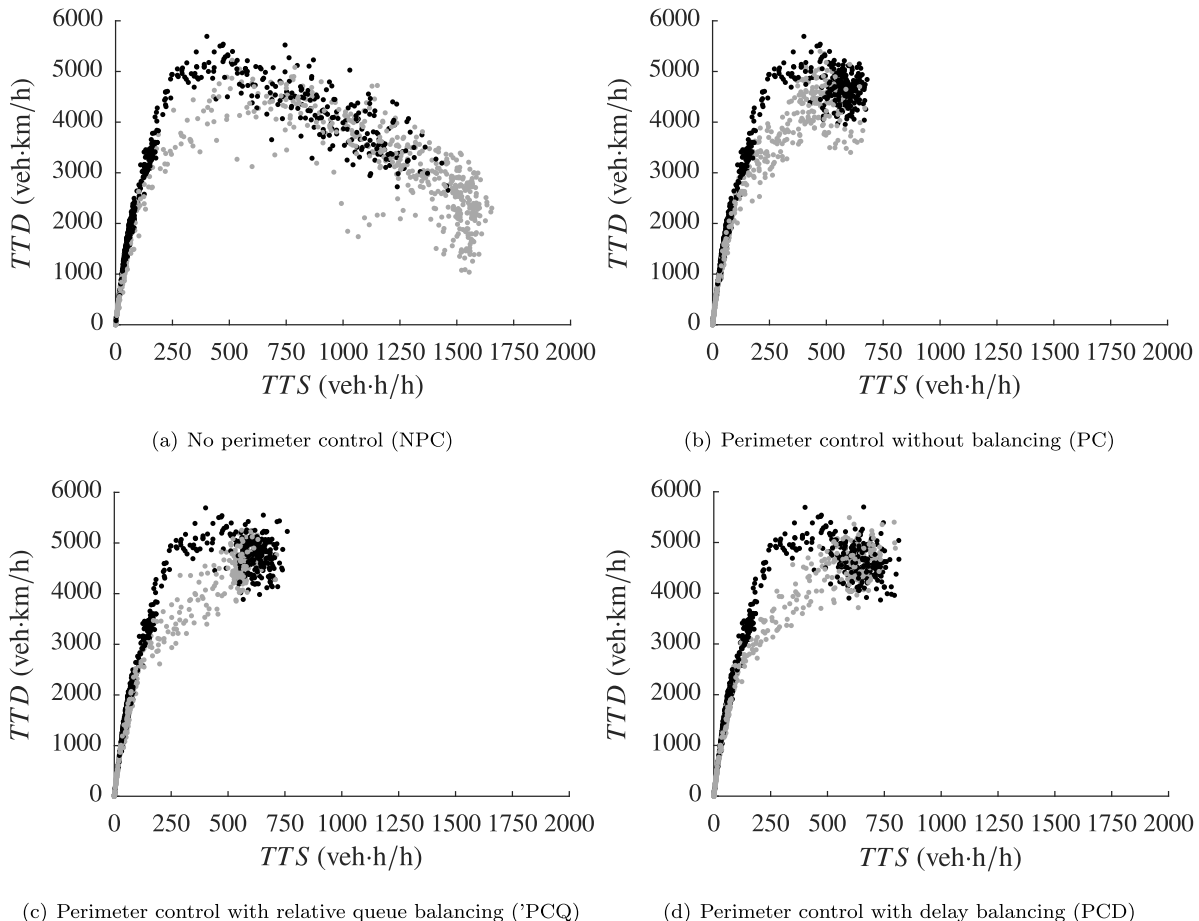 6000
5000
4000
3000
2000
1000
0
TTD (veh·km/h)
0 250 500 750 1000 1250 1500 1750 2000
TTS (veh·h/h)
(a) No perimeter control (NPC)
6000
5000
4000
3000
2000
1000
0
TTD (veh·km/h)
0 250 500 750 1000 1250 1500 1750 2000
TTS (veh·h/h)
(b) Perimeter control without balancing (PC)
6000
5000
4000
3000
2000
1000
0
TTD (veh·km/h)
0 250 500 750 1000 1250 1500 1750 2000
TTS (veh·h/h)
(c) Perimeter control with relative queue balancing ('PCQ)
6000
5000
4000
3000
2000
1000
0
TTD (veh·km/h)
0 250 500 750 1000 1250 1500 1750 2000
TTS (veh·h/h)
(d) Perimeter control with delay balancing (PCD)